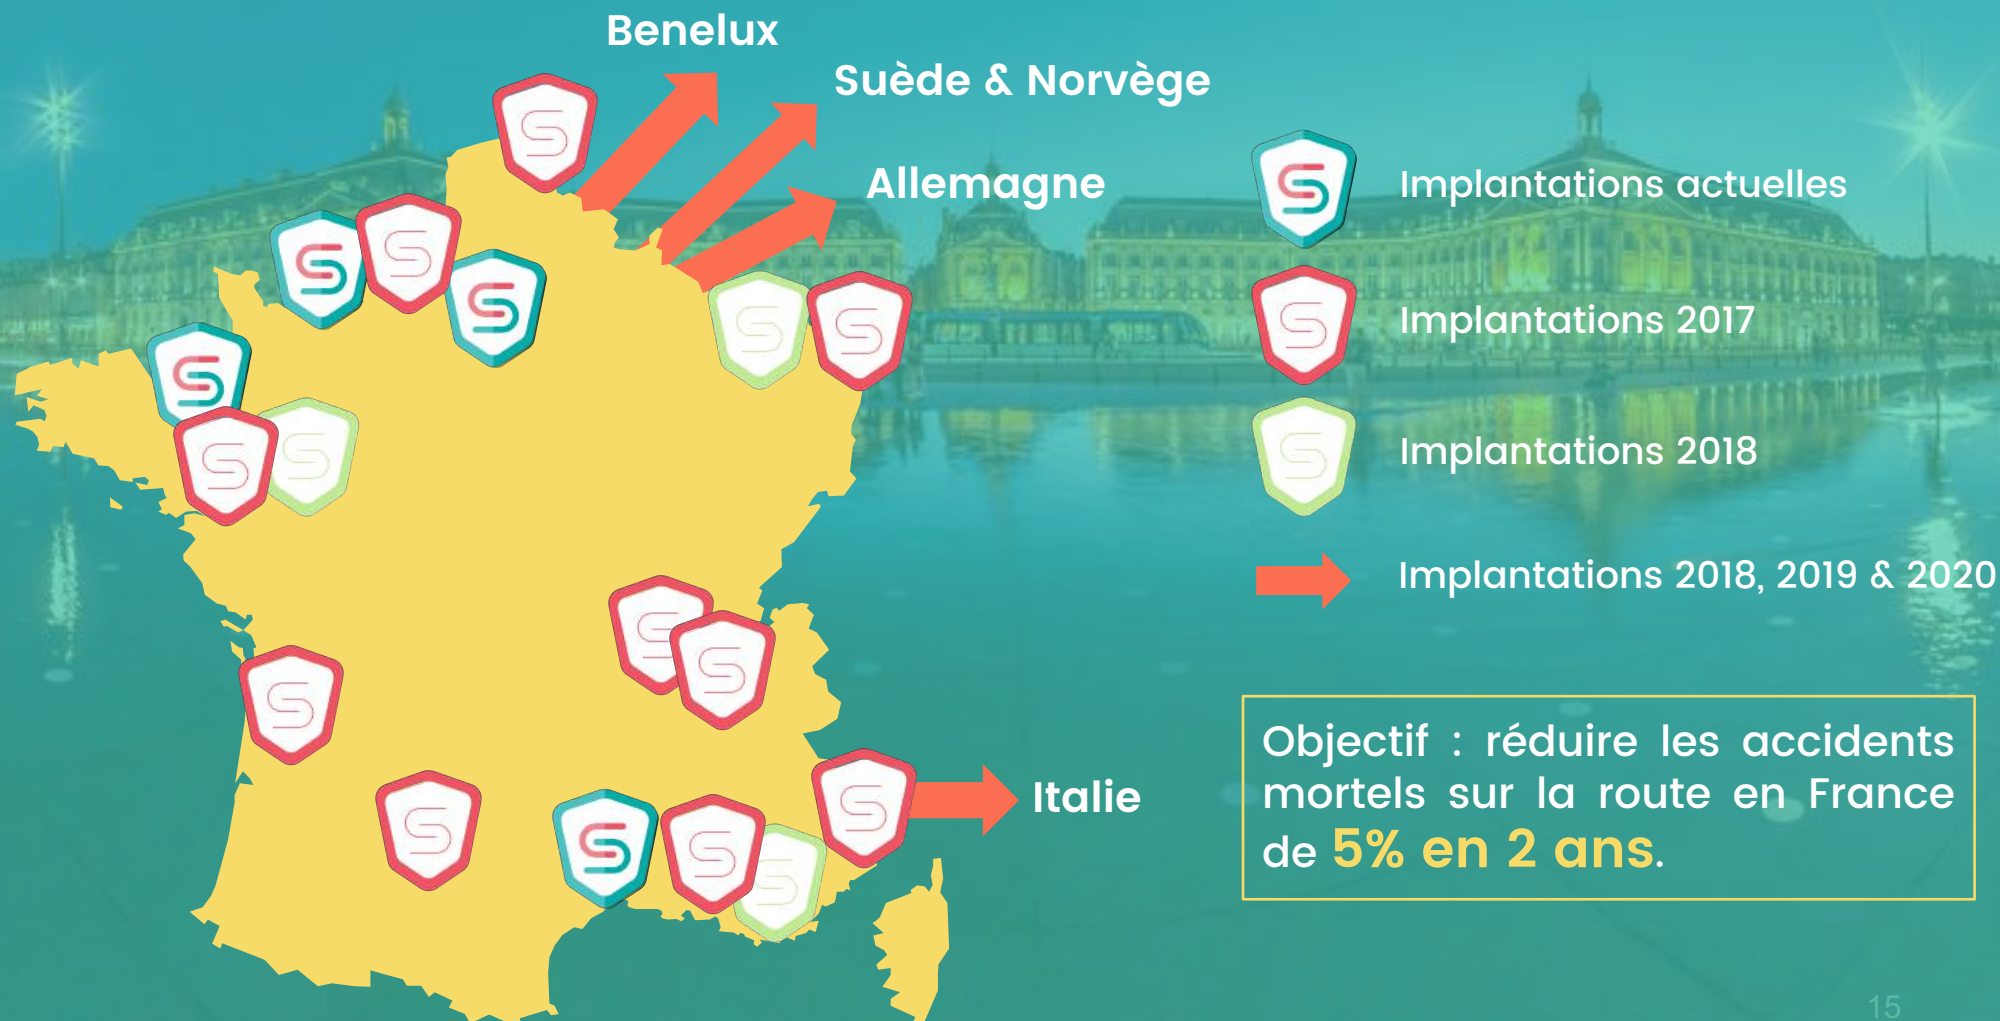 Benelux
Suède & Norvège
Allemagne
Implantations actuelles
Implantations 2017
Implantations 2018
Implantations 2018, 2019 & 2020
Italie
Objectif : réduire les accidents
mortels sur la route en France
de 5% en 2 ans.
15